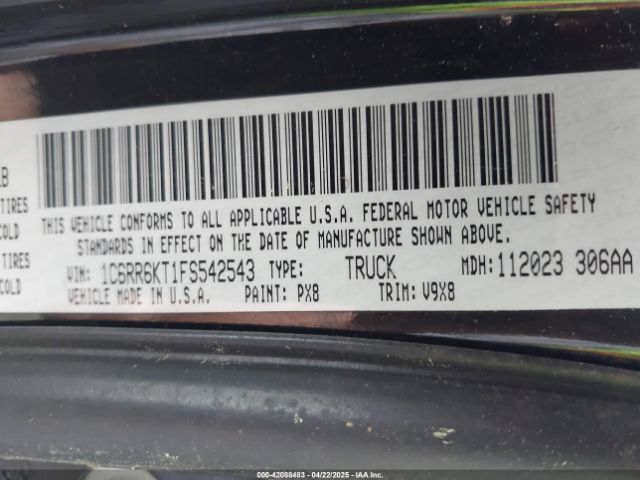 LB
TIRES
COLD
TIRES
COLD
THIS VEHICLE CONFORMS TO ALL APPLICABLE U.S.A. FEDERAL MOTOR VEHICLE SAFETY
STANDARDS IN EFFECT ON THE DATE OF MANUFACTURE SHOWN ABOVE.
VIN: 1C6RR6KT1FS542543 TYPE: TRUCK MDH: 112023 306AA
VEHICLE MADE IN U.S.A. PAINT: PX8 TRIM: V9X8
000-42088483 - 04/22/2025 - IAAI